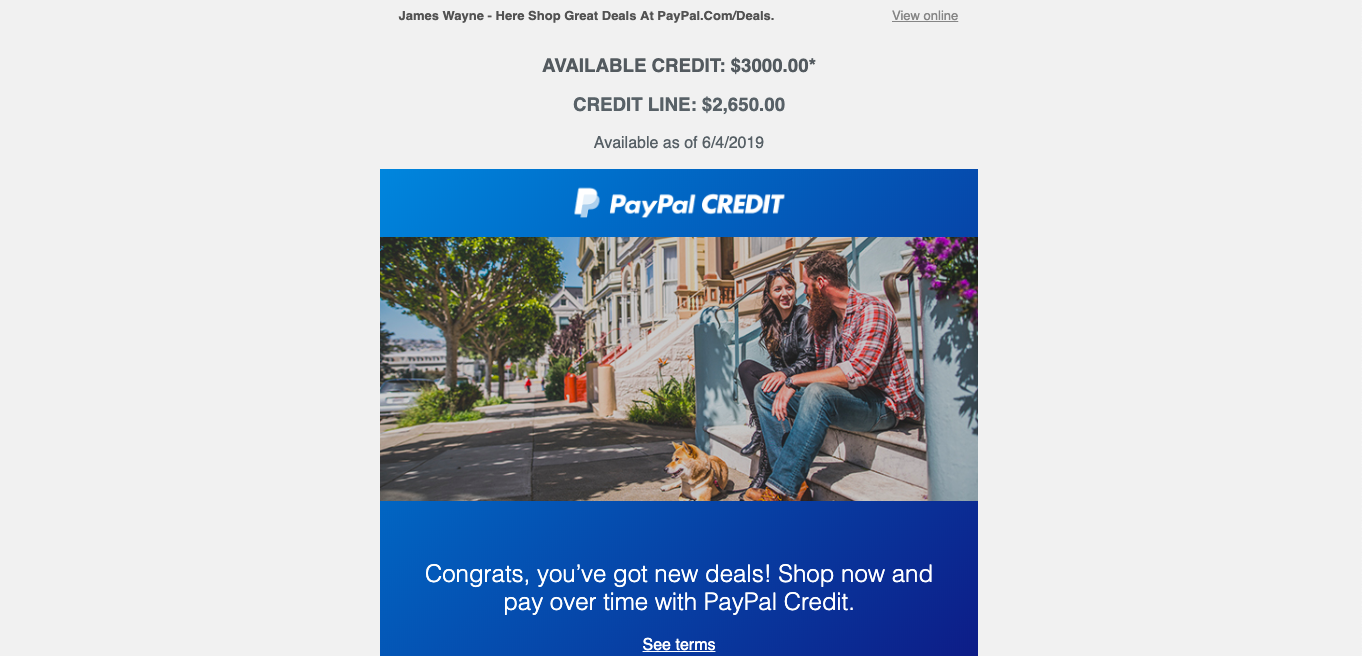 James Wayne - Here Shop Great Deals At PayPal.Com/Deals.
View online
AVAILABLE CREDIT: $3000.00*
CREDIT LINE: $2,650.00
Available as of 6/4/2019
PayPal CREDIT
Congrats, you’ve got new deals! Shop now and
pay over time with PayPal Credit.
See terms